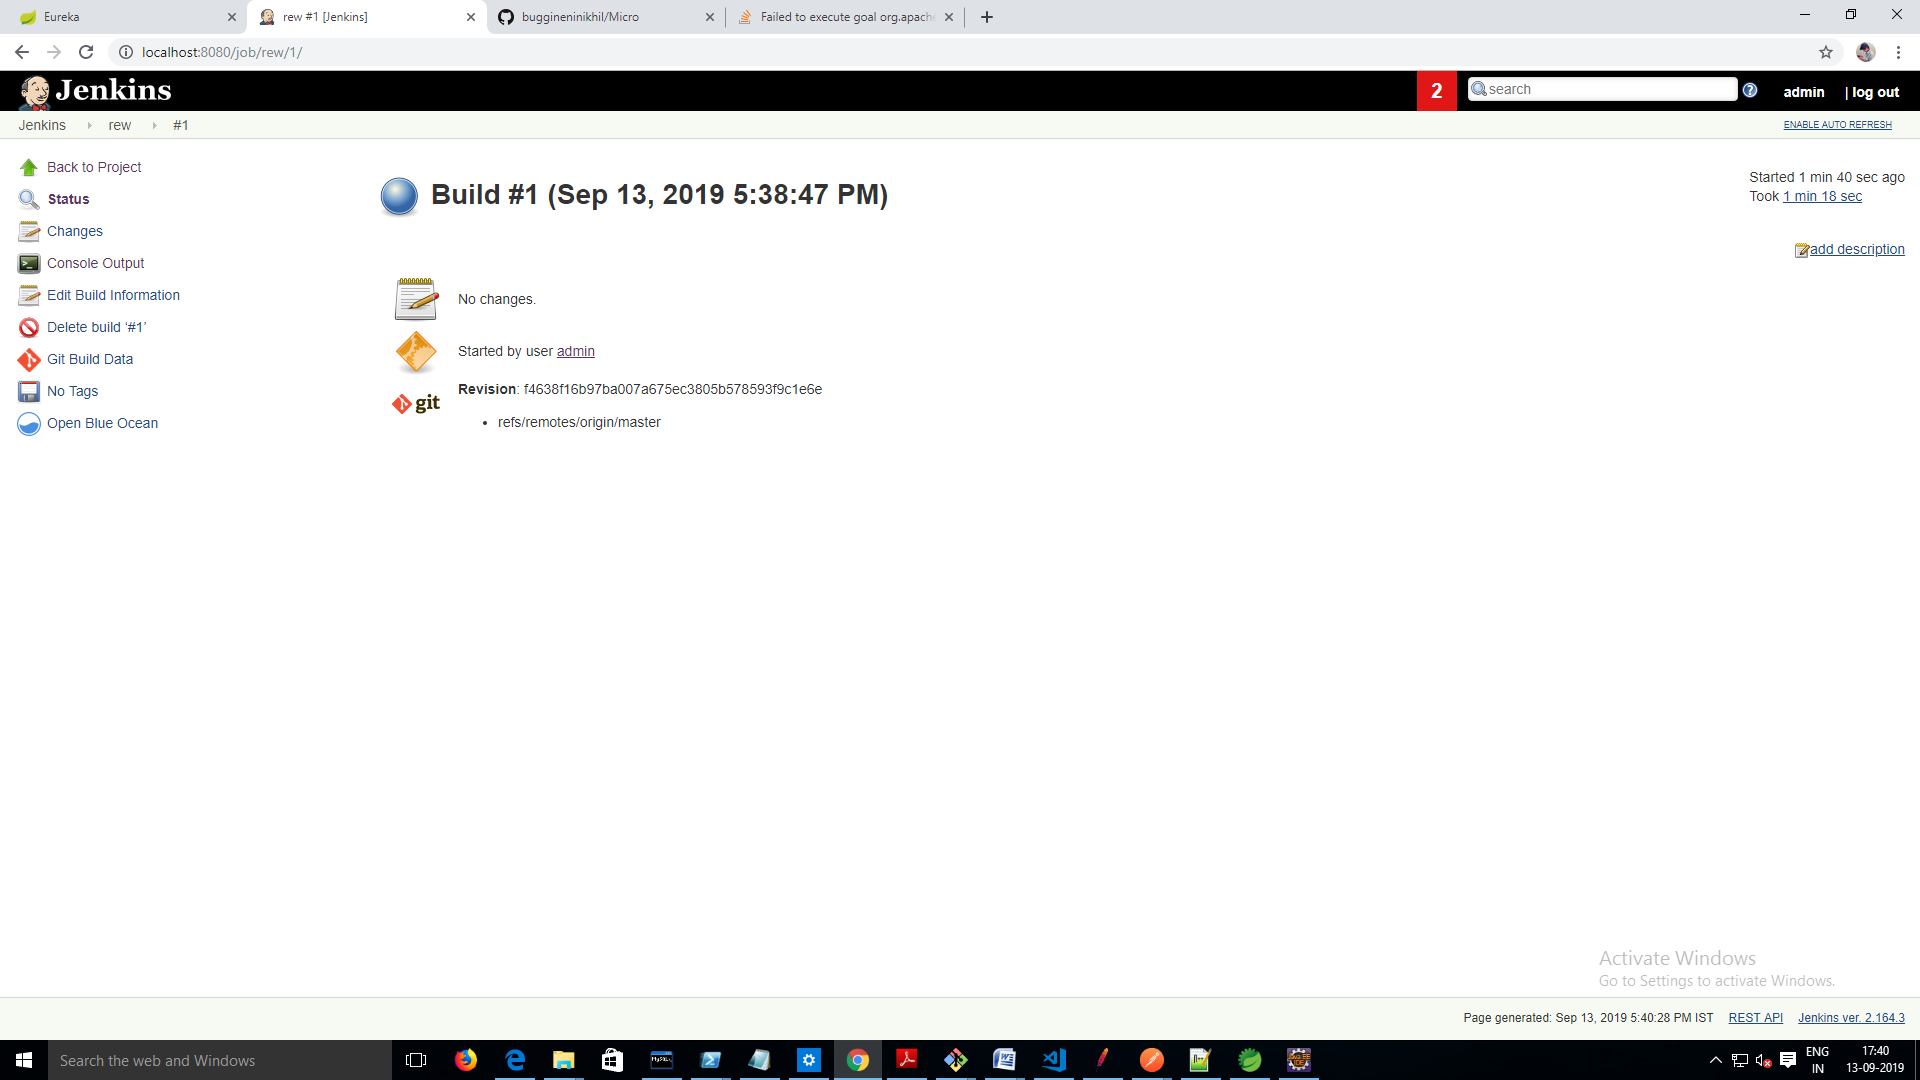 Eureka
rew #1 [Jenkins]
buggineninikhil/Micro
Failed to execute goal org.apache
localhost:8080/job/rew/1/
Jenkins
2
search
admin
| log out
Jenkins
rew
#1
ENABLE AUTO REFRESH
Back to Project
Status
Changes
Console Output
Edit Build Information
Delete build ‘#1’
Git Build Data
No Tags
Open Blue Ocean
Build #1 (Sep 13, 2019 5:38:47 PM)
Started 1 min 40 sec ago
Took 1 min 18 sec
add description
No changes.
Started by user admin
git
Revision: f4638f16b97ba007a675ec3805b578593f9c1e6e
refs/remotes/origin/master
Activate Windows
Go to Settings to activate Windows.
Page generated: Sep 13, 2019 5:40:28 PM IST
REST API
Jenkins ver. 2.164.3
Search the web and Windows
ENG
IN
17:40
13-09-2019